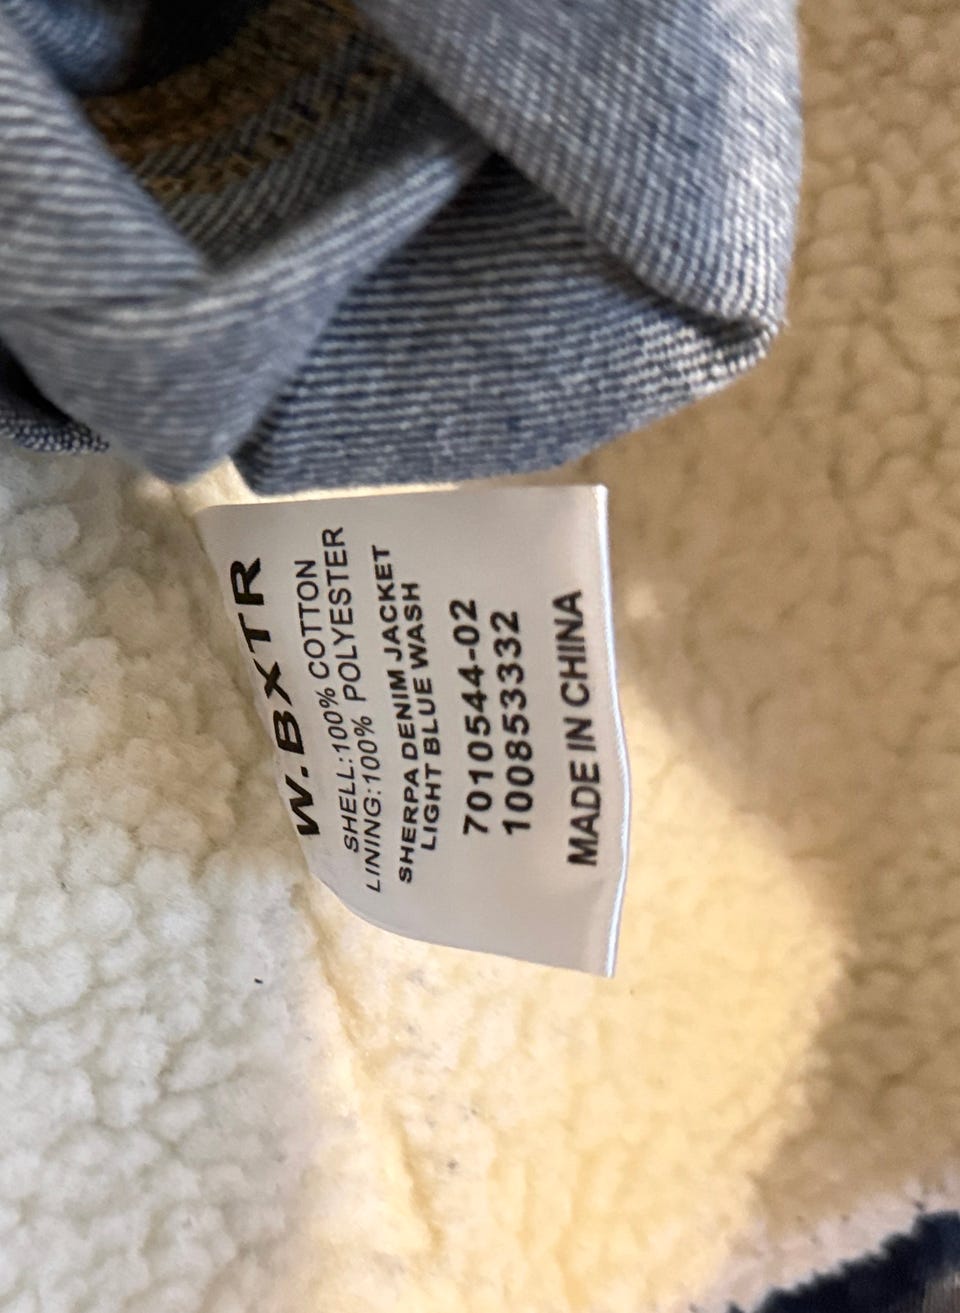 W.BXTR
SHELL:100% COTTON
LINING:100% POLYESTER
SHERPA DENIM JACKET
LIGHT BLUE WASH
7010544-02
100853332
MADE IN CHINA